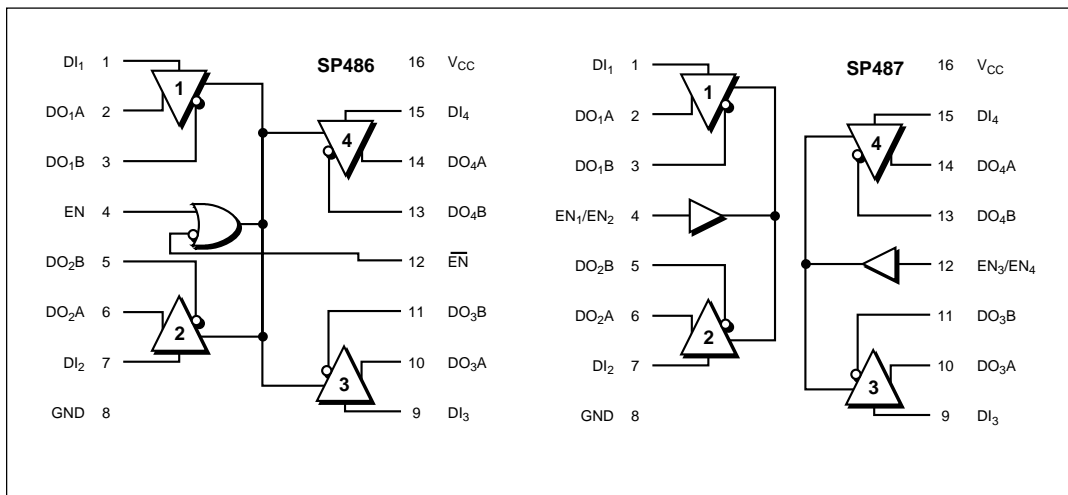 SP486
DI1 1
1
DO1A 2
DO1B 3
EN 4
DO2B 5
DO2A 6
2
DI2 7
GND 8
16 VCC
15 DI4
4
14 DO4A
13 DO4B
12 E̅N̅
11 DO3B
10 DO3A
3
9 DI3
SP487
DI1 1
1
DO1A 2
DO1B 3
EN1/EN2 4
DO2B 5
DO2A 6
2
DI2 7
GND 8
16 VCC
15 DI4
4
14 DO4A
13 DO4B
12 EN3/EN4
11 DO3B
10 DO3A
3
9 DI3